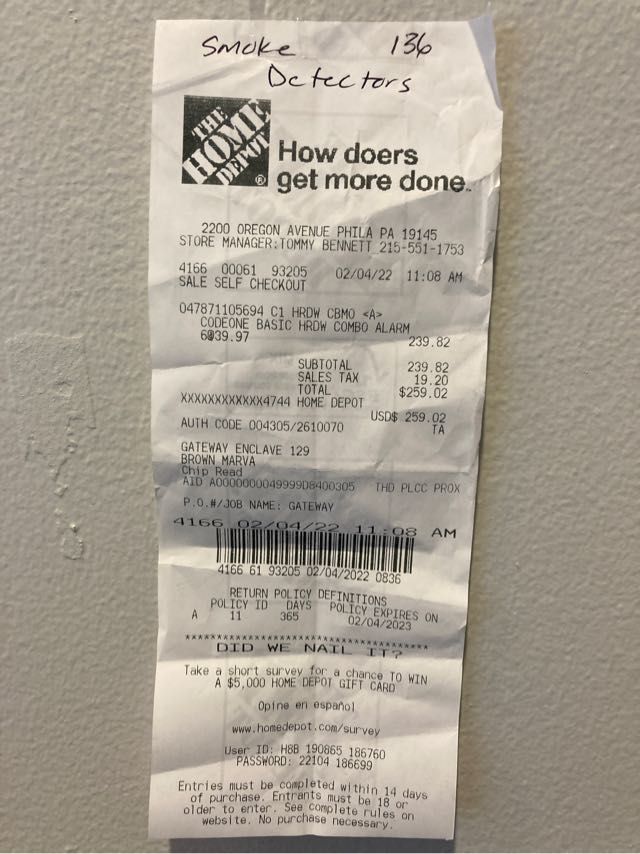 Smoke 136
Detectors
THE HOME DEPOT ®
How doers
get more done™
2200 OREGON AVENUE PHILA PA 19145
STORE MANAGER:TOMMY BENNETT 215-551-1753
4166 00061 93205 02/04/22 11:08 AM
SALE SELF CHECKOUT
047871105694 C1 HRDW CBMO <A>
CODEONE BASIC HRDW COMBO ALARM
6@39.97 239.82
SUBTOTAL 239.82
SALES TAX 19.20
TOTAL $259.02
XXXXXXXXXXXX4744 HOME DEPOT
USD$ 259.02
AUTH CODE 004305/2610070 TA
GATEWAY ENCLAVE 129
BROWN MARVA
Chip Read
AID A0000000049999D8400305 THD PLCC PROX
P.O.#/JOB NAME: GATEWAY
4166 02/04/22 11:08 AM
4166 61 93205 02/04/2022 0836
RETURN POLICY DEFINITIONS
POLICY ID DAYS POLICY EXPIRES ON
A 11 365 02/04/2023
DID WE NAIL IT?
Take a short survey for a chance TO WIN
A $5,000 HOME DEPOT GIFT CARD
Opine en español
www.homedepot.com/survey
User ID: H8B 190865 186760
PASSWORD: 22104 186699
Entries must be completed within 14 days
of purchase. Entrants must be 18 or
older to enter. See complete rules on
website. No purchase necessary.